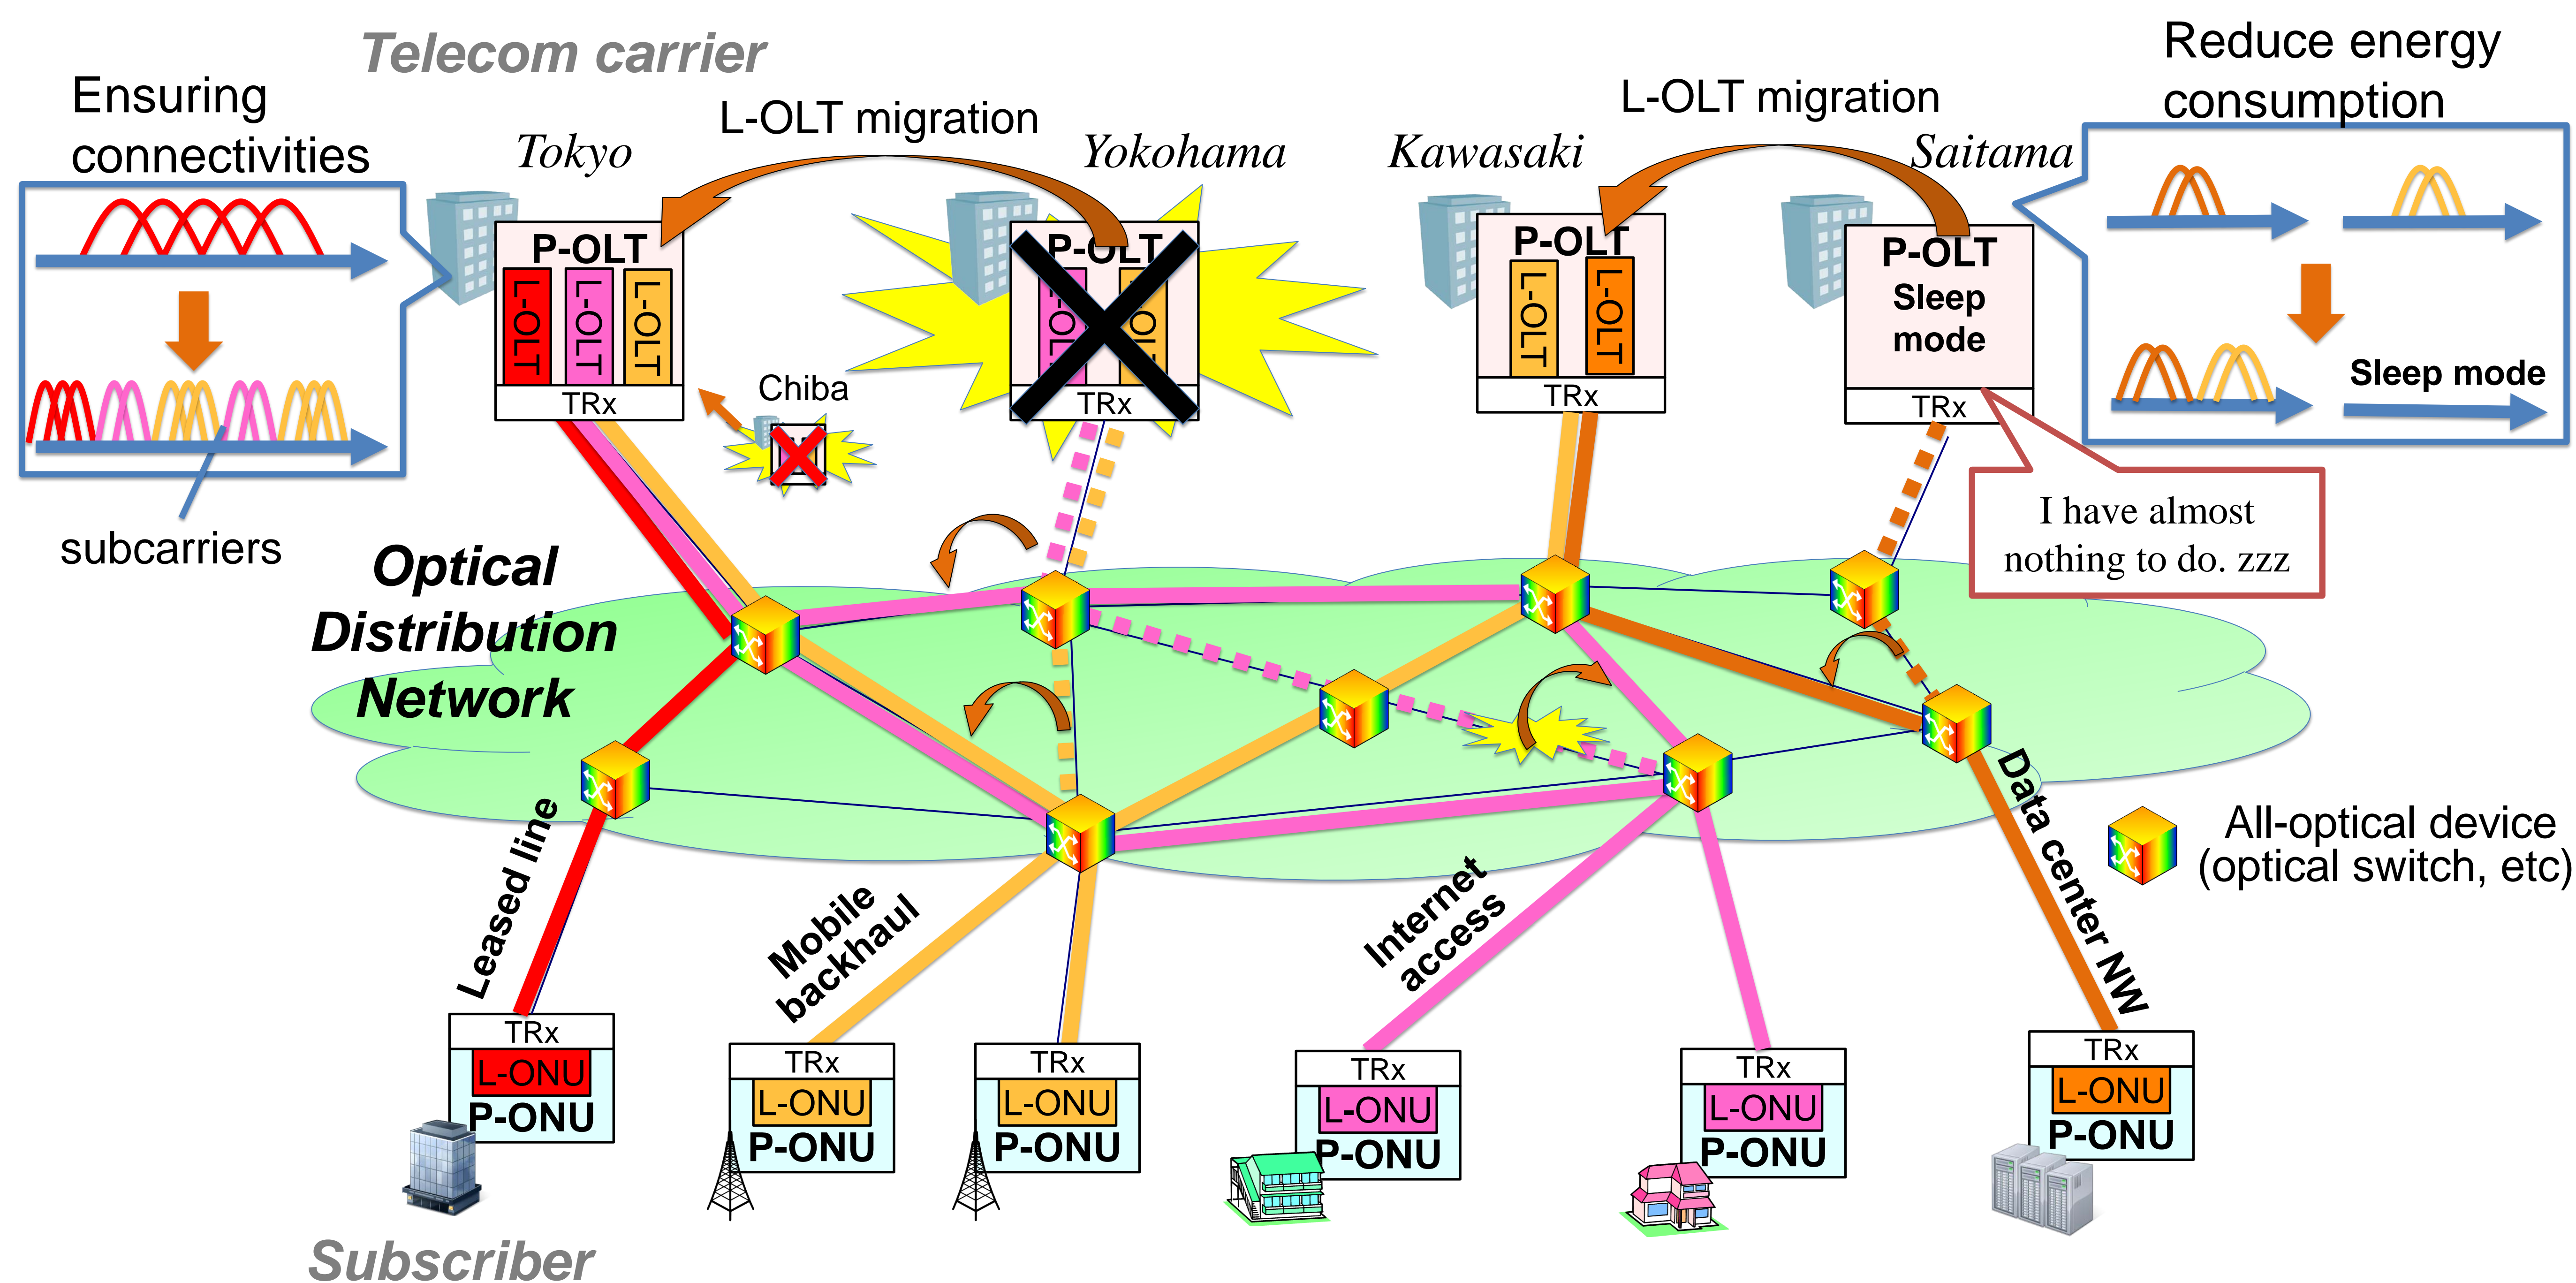 Telecom carrier
Ensuring
connectivities
L-OLT migration
L-OLT migration
Reduce energy
consumption
Tokyo
Yokohama
Kawasaki
Saitama
P-OLT
L-OLT
L-OLT
L-OLT
TRx
P-OLT
L-OLT
L-OLT
TRx
P-OLT
L-OLT
L-OLT
TRx
P-OLT
Sleep
mode
TRx
Sleep mode
Chiba
subcarriers
I have almost
nothing to do. zzz
Optical
Distribution
Network
All-optical device
(optical switch, etc)
Leased line
Mobile
backhaul
Internet
access
Data center NW
TRx
L-ONU
P-ONU
TRx
L-ONU
P-ONU
TRx
L-ONU
P-ONU
TRx
L-ONU
P-ONU
TRx
L-ONU
P-ONU
TRx
L-ONU
P-ONU
Subscriber